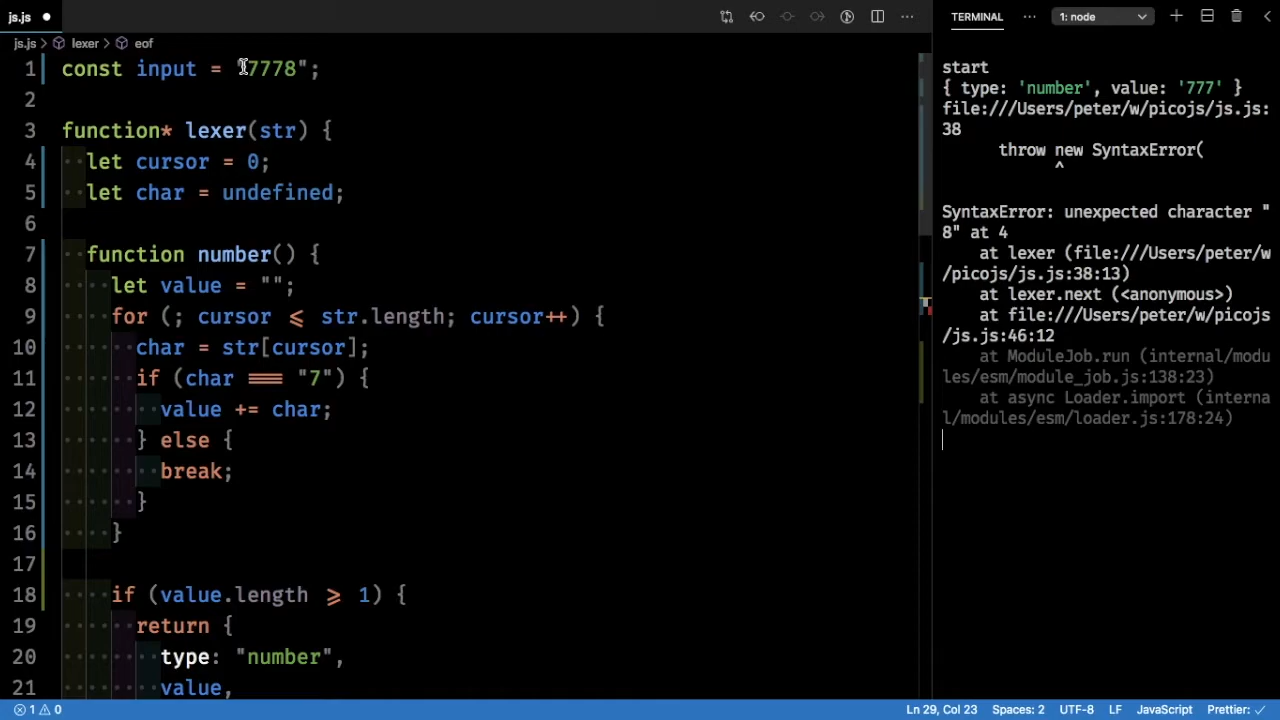 js.js ●
TERMINAL ··· 1: node
js.js > lexer > eof
1 const input = "7778";
2
3 function* lexer(str) {
4 let cursor = 0;
5 let char = undefined;
6
7 function number() {
8 let value = "";
9 for (; cursor <= str.length; cursor++) {
10 char = str[cursor];
11 if (char === "7") {
12 value += char;
13 } else {
14 break;
15 }
16 }
17
18 if (value.length >= 1) {
19 return {
20 type: "number",
21 value,
start
{ type: 'number', value: '777' }
file:///Users/peter/w/picojs/js.js:
38
throw new SyntaxError(
^
SyntaxError: unexpected character "
8" at 4
at lexer (file:///Users/peter/w
/picojs/js.js:38:13)
at lexer.next (<anonymous>)
at file:///Users/peter/w/picojs
/js.js:46:12
at ModuleJob.run (internal/modu
les/esm/module_job.js:138:23)
at async Loader.import (interna
l/modules/esm/loader.js:178:24)
1 0 Ln 29, Col 23 Spaces: 2 UTF-8 LF JavaScript Prettier: ✓